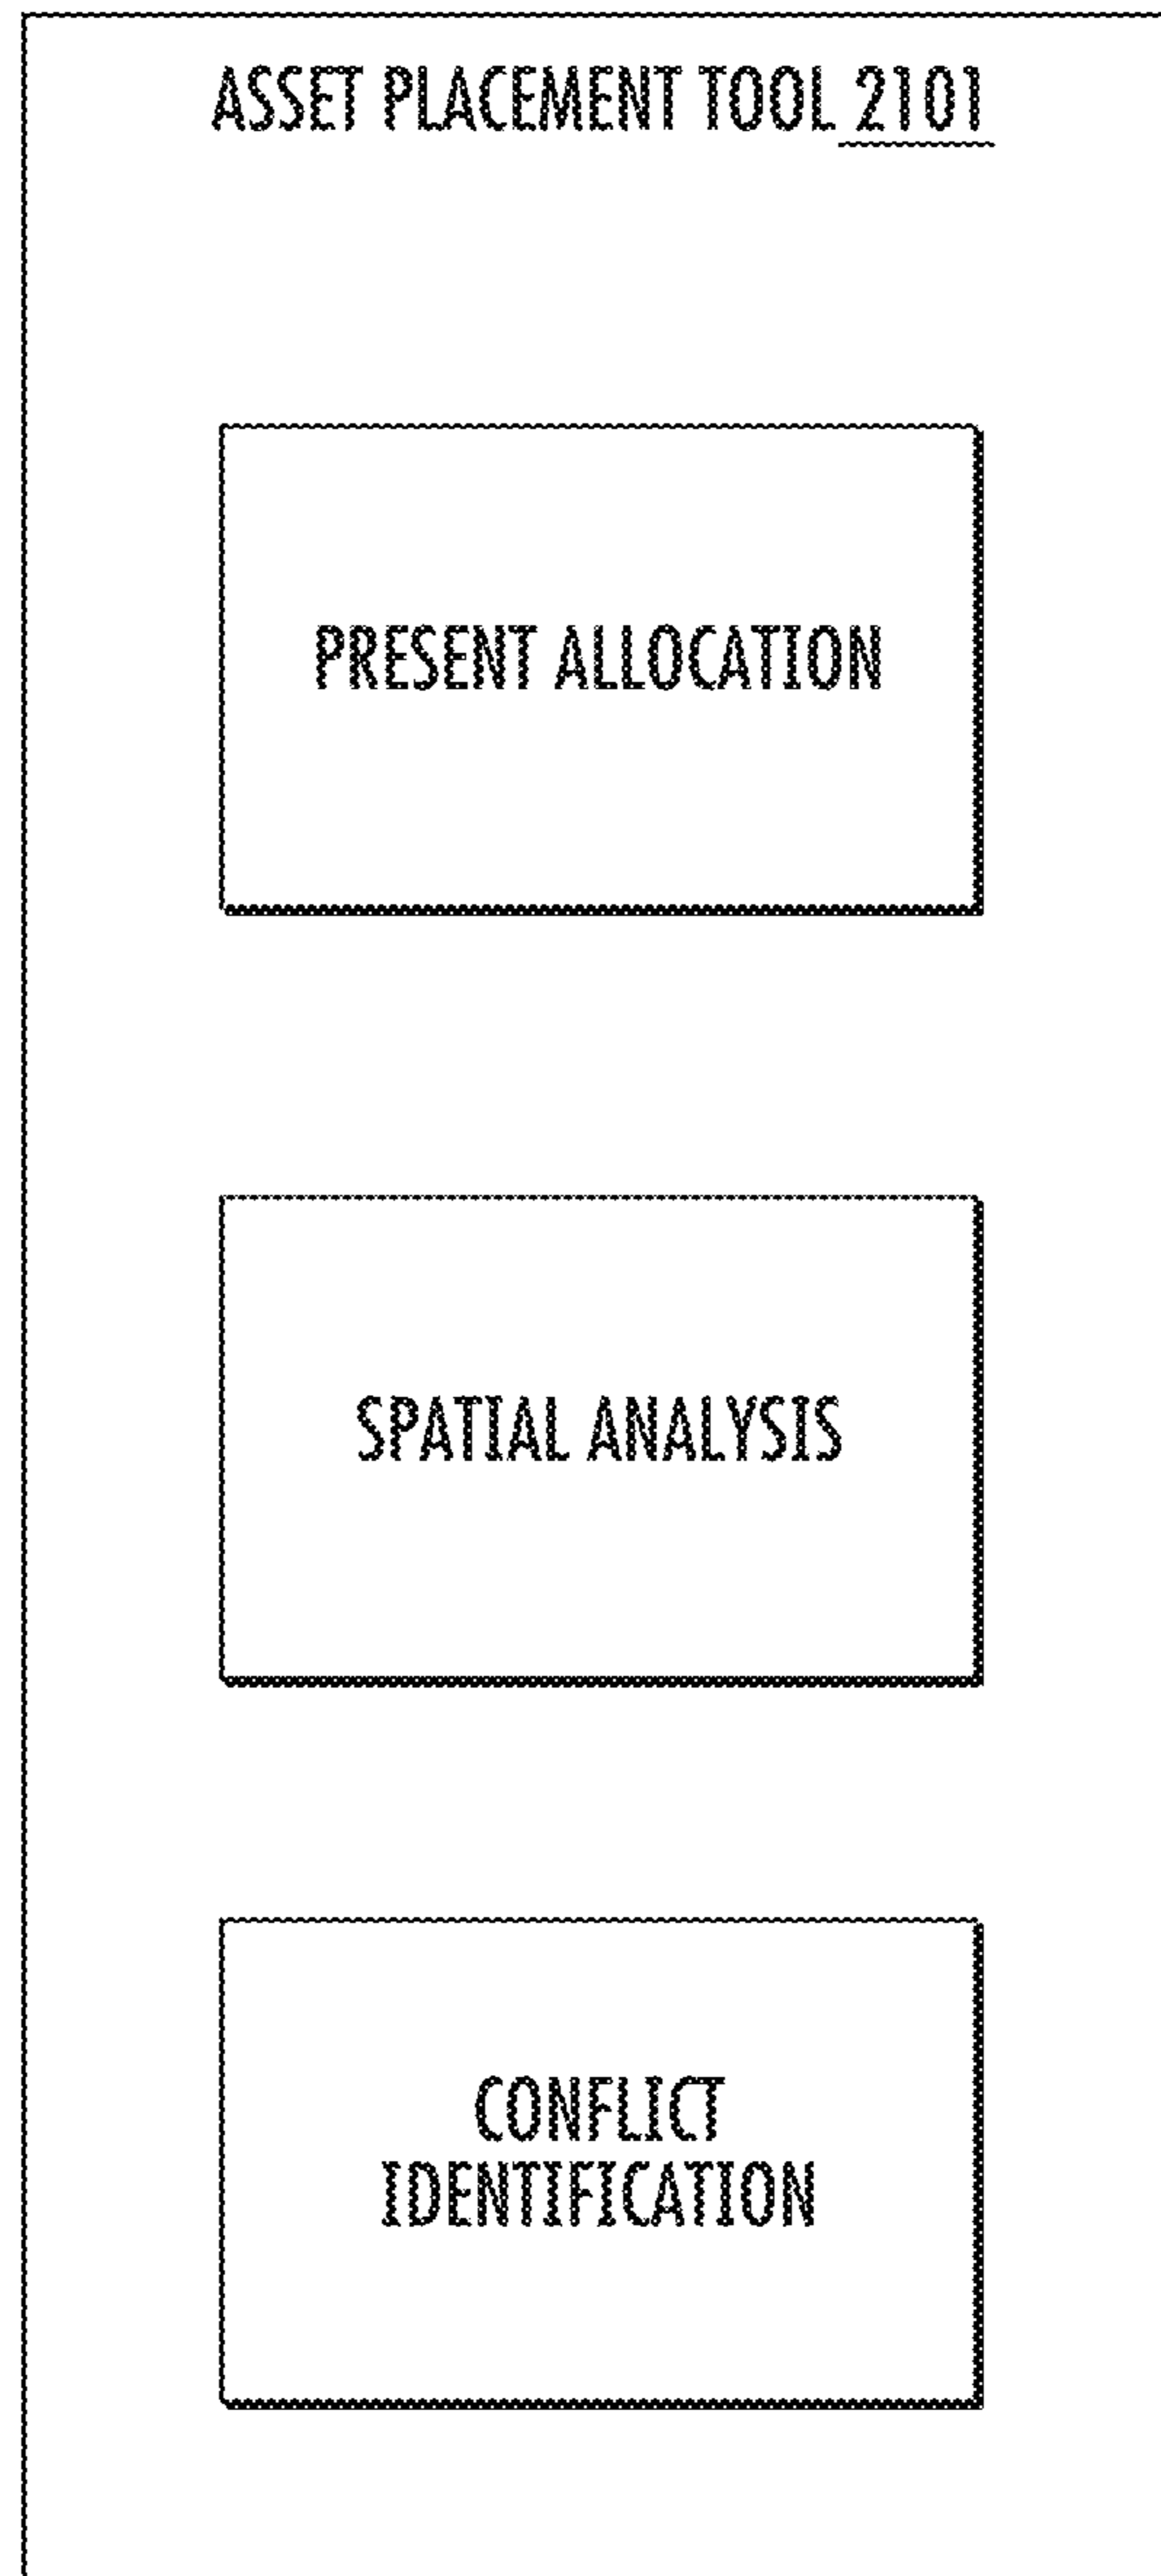 ASSET PLACEMENT TOOL 2101
PRESENT ALLOCATION
SPATIAL ANALYSIS
CONFLICT
IDENTIFICATION